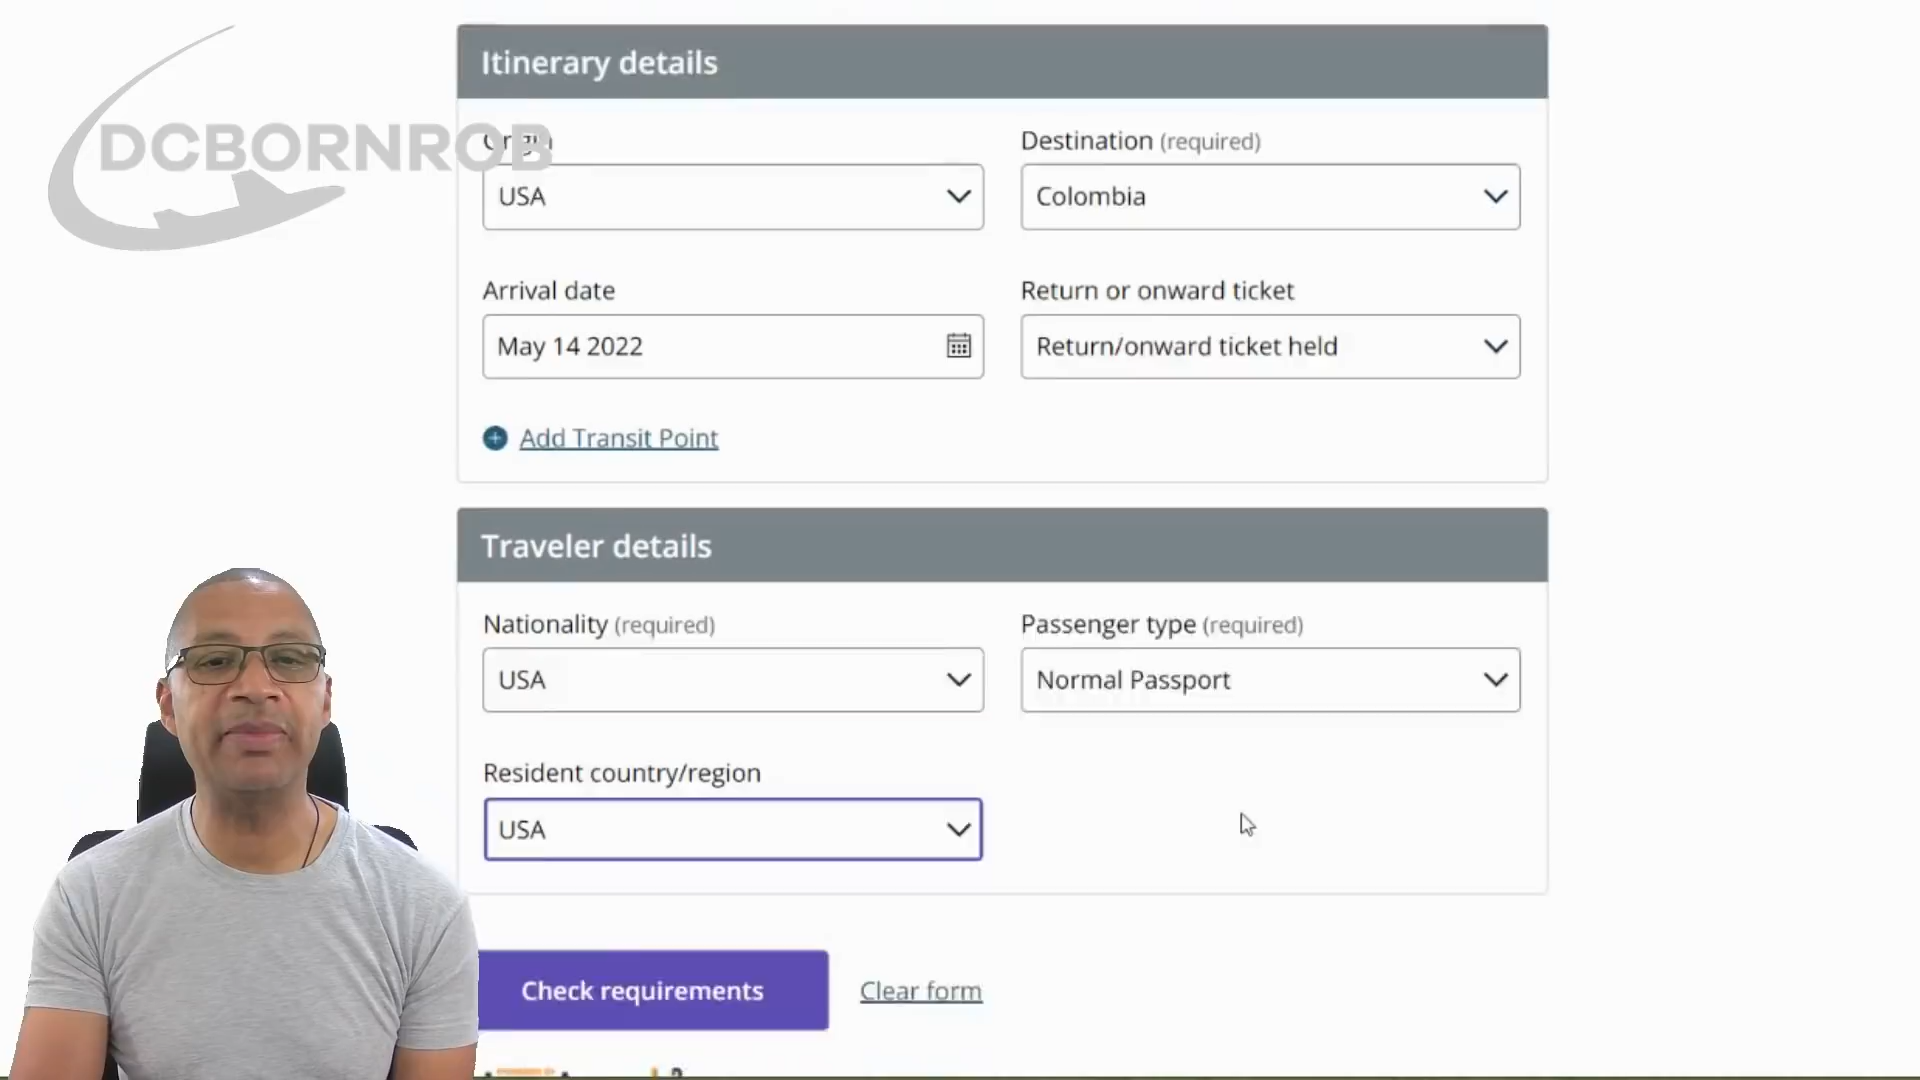 Itinerary details
DCBORNROB
Origin
Destination (required)
USA
Colombia
Arrival date
Return or onward ticket
May 14 2022
Return/onward ticket held
Add Transit Point
Traveler details
Nationality (required)
Passenger type (required)
USA
Normal Passport
Resident country/region
USA
Check requirements
Clear form